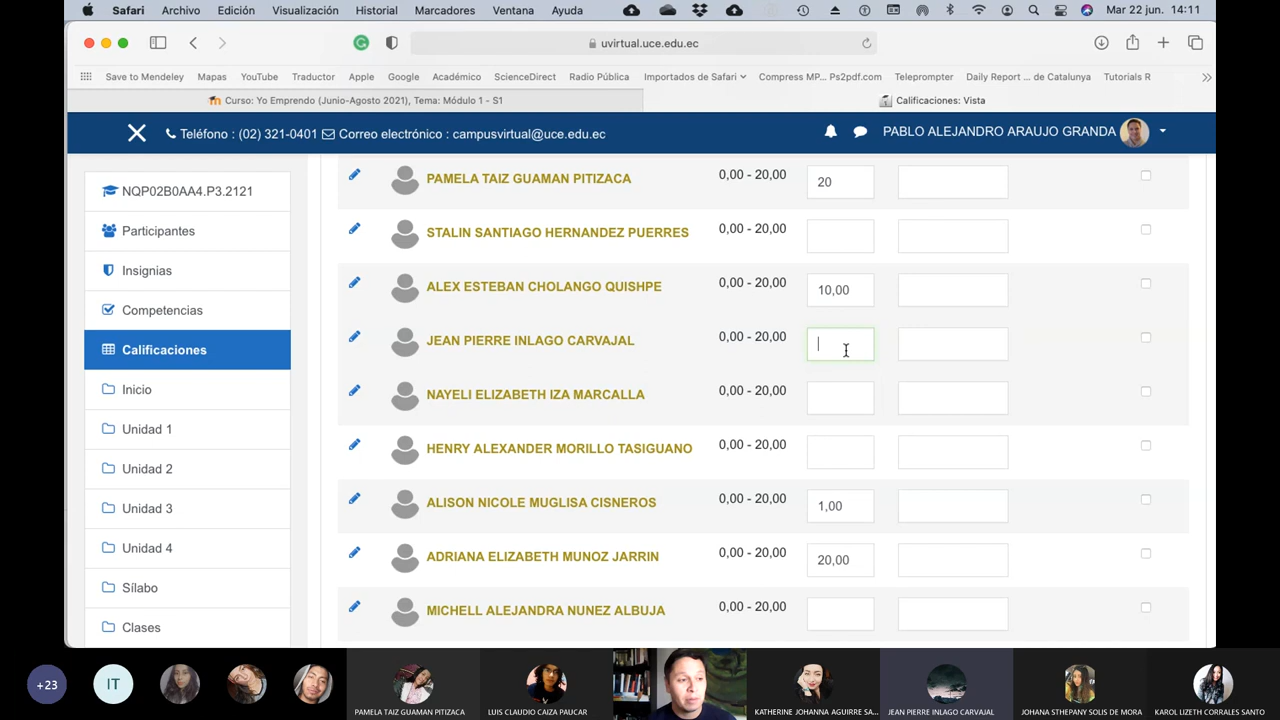 Safari Archivo Edición Visualización Historial Marcadores Ventana Ayuda Mar 22 jun. 14:11
uvirtual.uce.edu.ec
Save to Mendeley Mapas YouTube Traductor Apple Google Académico ScienceDirect Radio Pública Importados de Safari Compress MP... Ps2pdf.com Teleprompter Daily Report ... de Catalunya Tutorials R
Curso: Yo Emprendo (Junio-Agosto 2021), Tema: Módulo 1 - S1 Calificaciones: Vista
Teléfono : (02) 321-0401 Correo electrónico : campusvirtual@uce.edu.ec PABLO ALEJANDRO ARAUJO GRANDA
NQP02B0AA4.P3.2121
Participantes
Insignias
Competencias
Calificaciones
Inicio
Unidad 1
Unidad 2
Unidad 3
Unidad 4
Sílabo
Clases
PAMELA TAIZ GUAMAN PITIZACA 0,00 - 20,00 20
STALIN SANTIAGO HERNANDEZ PUERRES 0,00 - 20,00
ALEX ESTEBAN CHOLANGO QUISHPE 0,00 - 20,00 10,00
JEAN PIERRE INLAGO CARVAJAL 0,00 - 20,00
NAYELI ELIZABETH IZA MARCALLA 0,00 - 20,00
HENRY ALEXANDER MORILLO TASIGUANO 0,00 - 20,00
ALISON NICOLE MUGLISA CISNEROS 0,00 - 20,00 1,00
ADRIANA ELIZABETH MUNOZ JARRIN 0,00 - 20,00 20,00
MICHELL ALEJANDRA NUNEZ ALBUJA 0,00 - 20,00
+23 IT
PAMELA TAIZ GUAMAN PITIZACA LUIS CLAUDIO CAIZA PAUCAR KATHERINE JOHANNA AGUIRRE SA... JEAN PIERRE INLAGO CARVAJAL JOHANA STHEPANY SOLIS DE MORA KAROL LIZETH CORRALES SANTO